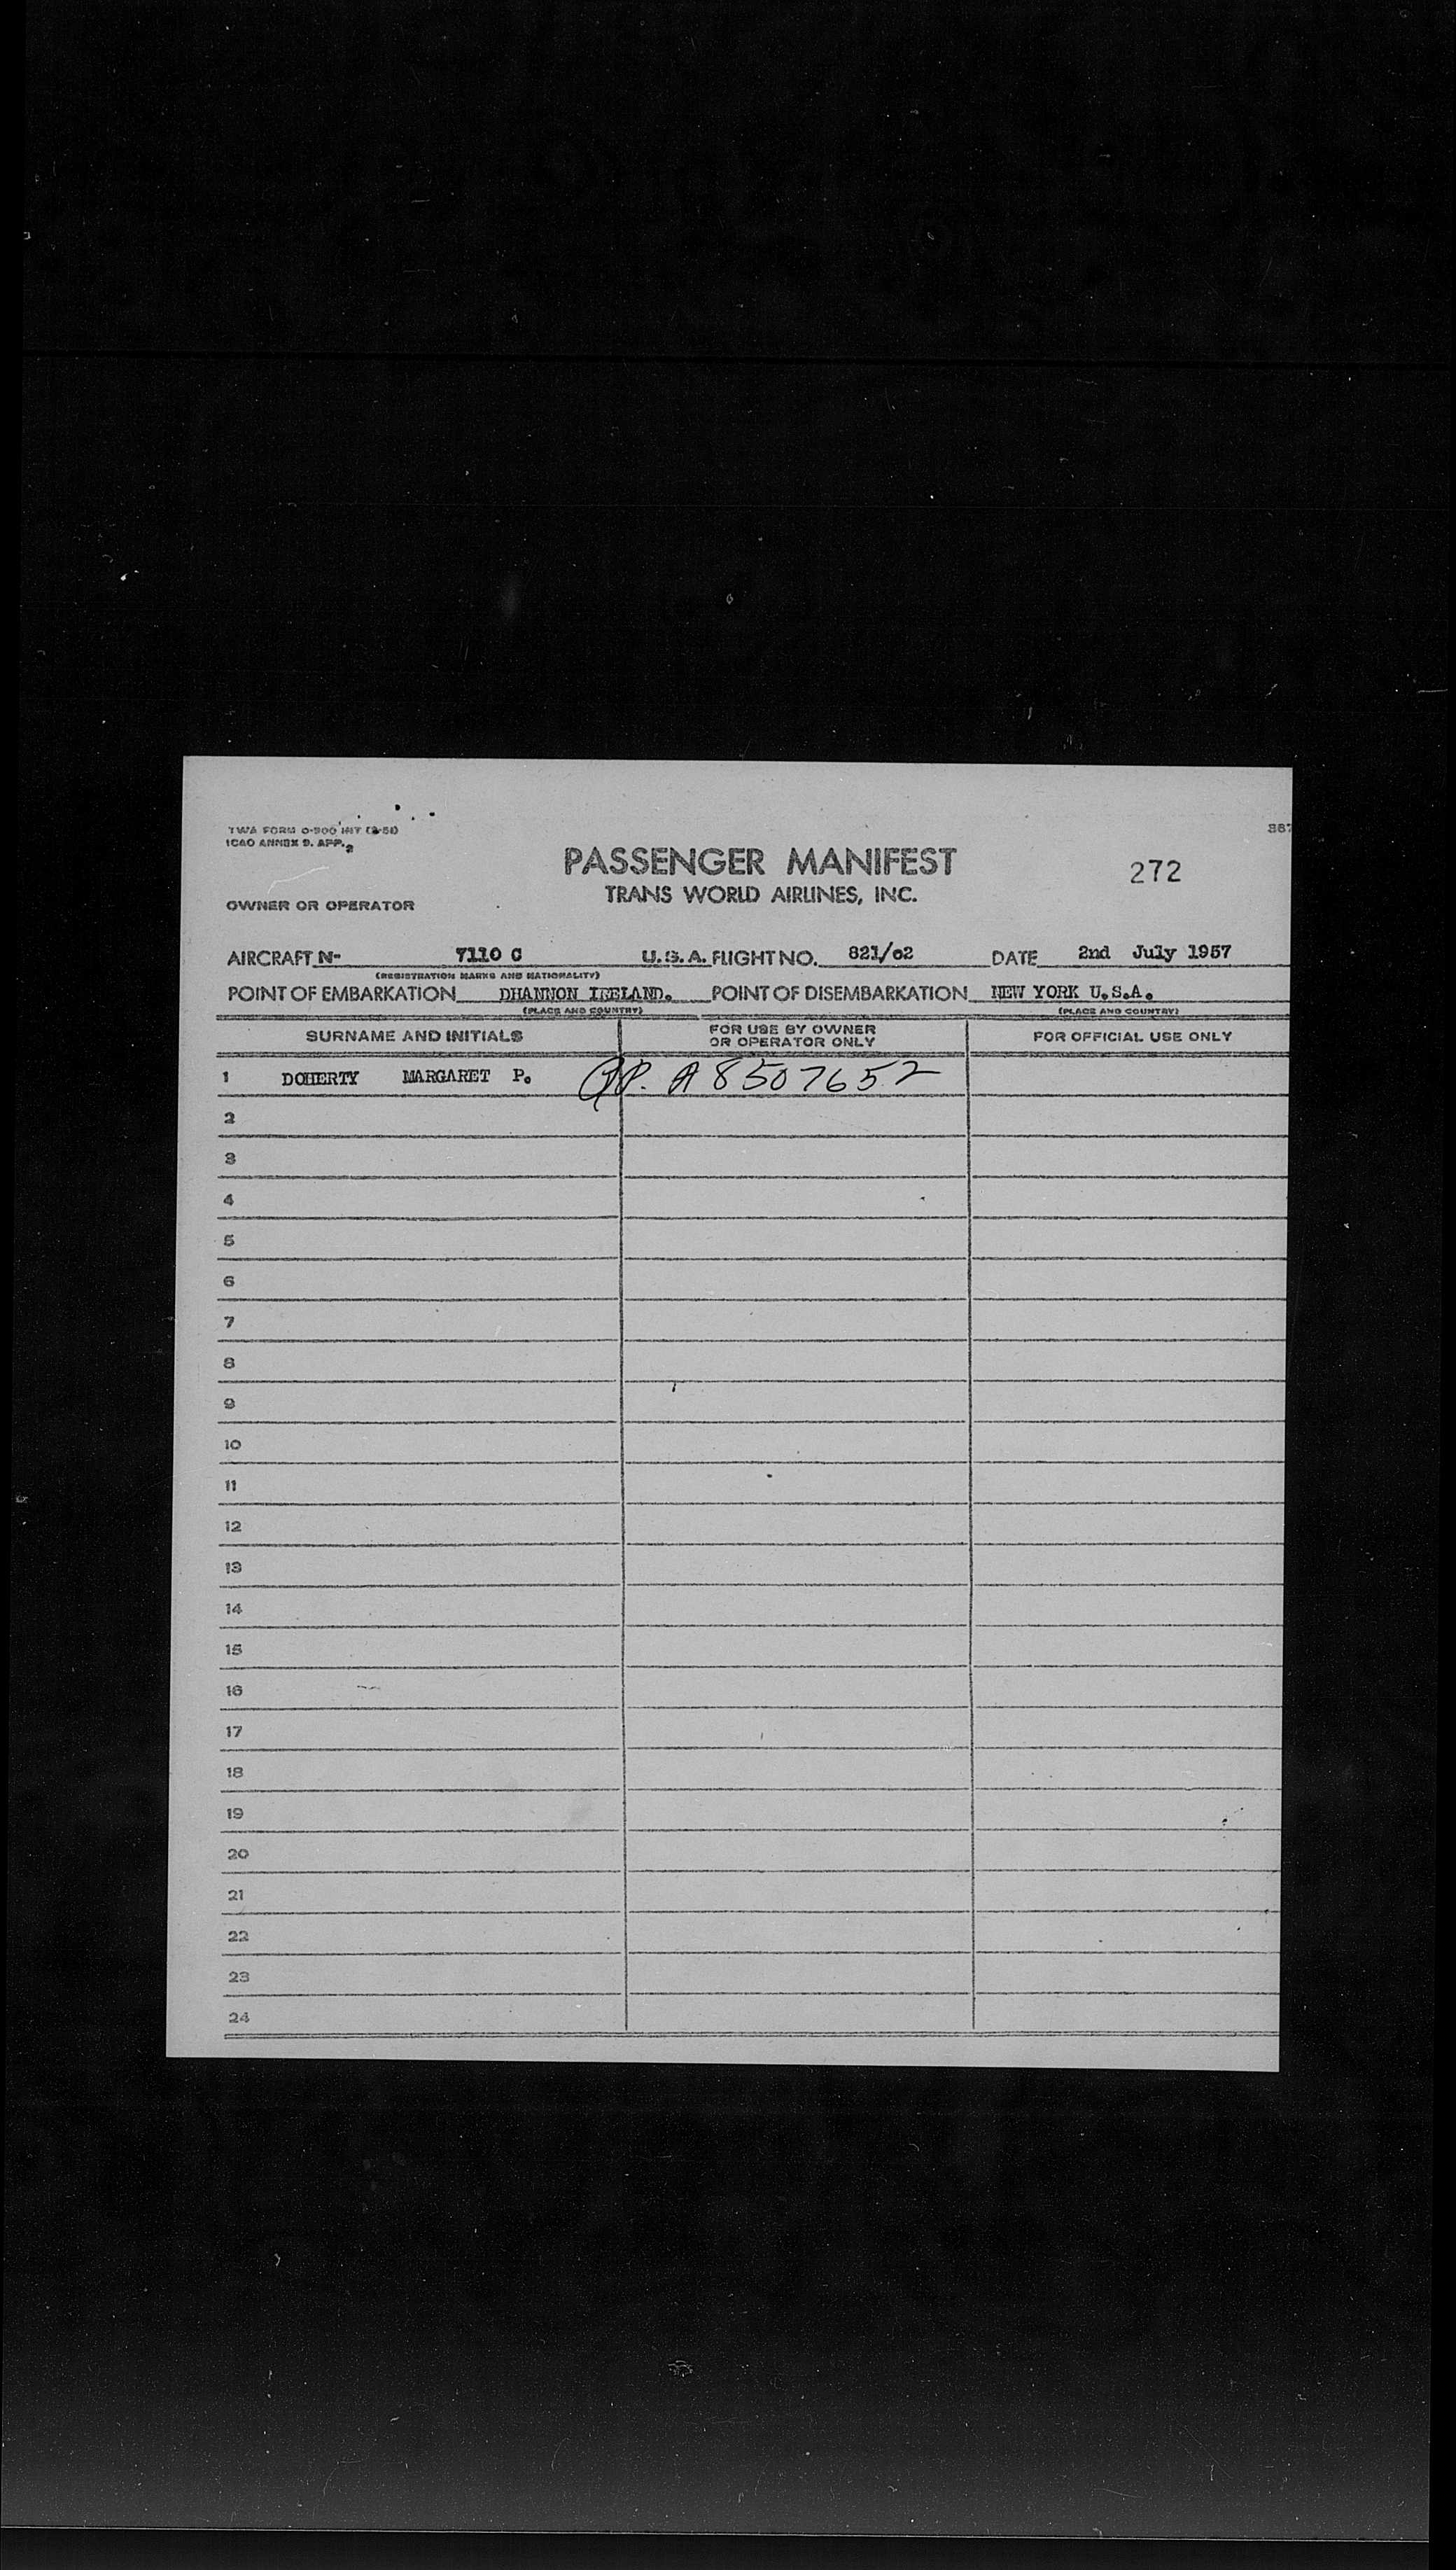 TWA FORM O-900 INT (2-51)
ICAO ANNEX 9. APP. 2
367
PASSENGER MANIFEST
272
TRANS WORLD AIRLINES, INC.
OWNER OR OPERATOR
AIRCRAFT N- 7110 C U.S.A. FLIGHT NO. 821/o2 DATE 2nd July 1957
(REGISTRATION MARKS AND NATIONALITY)
POINT OF EMBARKATION DHANNON IRELAND. POINT OF DISEMBARKATION NEW YORK U.S.A.
(PLACE AND COUNTRY) (PLACE AND COUNTRY)
SURNAME AND INITIALS FOR USE BY OWNER OR OPERATOR ONLY FOR OFFICIAL USE ONLY
1 DOHERTY MARGARET P. A8507652
2
3
4
5
6
7
8
9
10
11
12
13
14
15
16
17
18
19
20
21
22
23
24